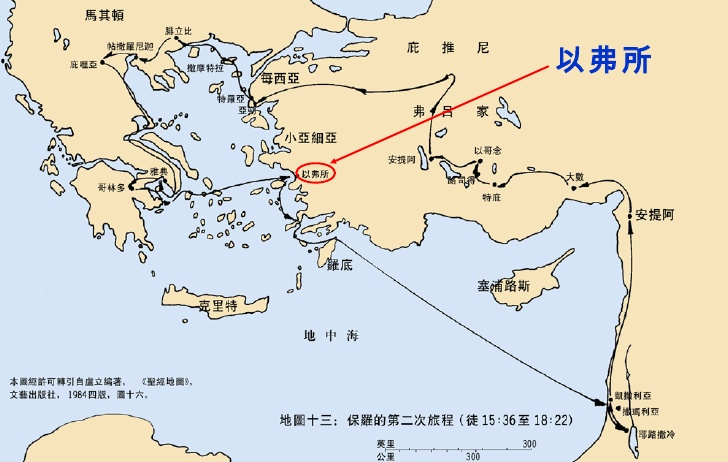 馬其頓
腓立比
帖撒羅尼迦
庇哩亞
撒摩特拉
每西亞
特羅亞
亞朔
庇推尼
以弗所
弗呂家
小亞細亞
以弗所
安提阿
以哥念
路司得
特庇
大數
安提阿
雅典
哥林多
羅底
塞浦路斯
克里特
地中海
本圖經許可轉引自盧立編著，《聖經地圖》，
文藝出版社，1984四版，圖十六。
凱撒利亞
撒瑪利亞
耶路撒冷
地圖十三：保羅的第二次旅程（徒15:36至18:22）
英里 300
公里 300